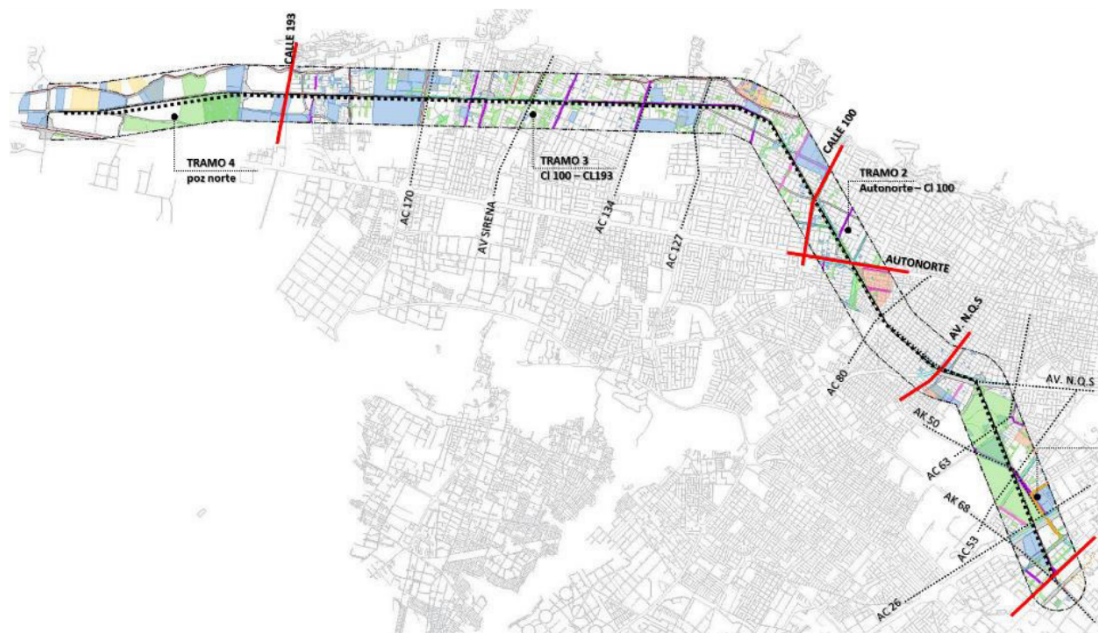 CALLE 193
TRAMO 4
poz norte
AC 170
AV SIRENA
TRAMO 3
Cl 100 – CL193
AC 134
AC 127
CALLE 100
TRAMO 2
Autonorte – Cl 100
AUTONORTE
AC 80
AV. N.Q.S
AV. N.Q.S
AK 50
AC 63
AK 68
AC 53
AC 26